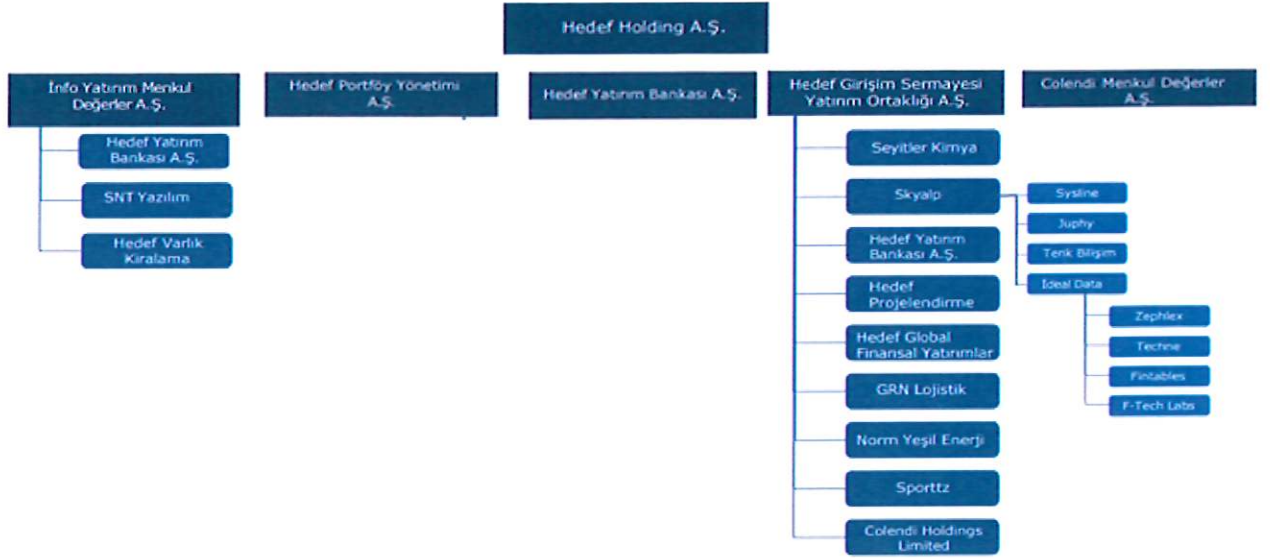 Hedef Holding A.Ş.
İnfo Yatırım Menkul
Değerler A.Ş.
Hedef Portföy Yönetimi
A.Ş.
Hedef Yatırım Bankası A.Ş.
Hedef Girişim Sermayesi
Yatırım Ortaklığı A.Ş.
Colendi Menkul Değerler
A.Ş.
Hedef Yatırım
Bankası A.Ş.
SNT Yazılım
Hedef Varlık
Kiralama
Seyitler Kimya
Skyalp
Hedef Yatırım
Bankası A.Ş.
Hedef
Projelendirme
Hedef Global
Finansal Yatırımlar
GRN Lojistik
Norm Yeşil Enerji
Sporttz
Colendi Holdings
Limited
Sysline
Juphy
Tenk Bilişim
İdeal Data
Zephlex
Techne
Fintables
F-Tech Labs